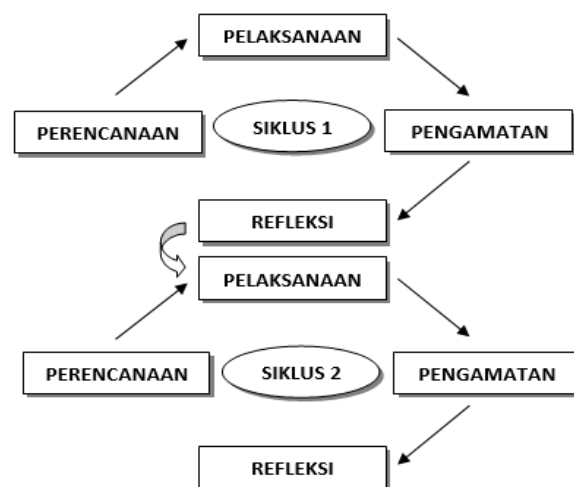 PELAKSANAAN
PERENCANAAN
SIKLUS 1
PENGAMATAN
REFLEKSI
PELAKSANAAN
PERENCANAAN
SIKLUS 2
PENGAMATAN
REFLEKSI